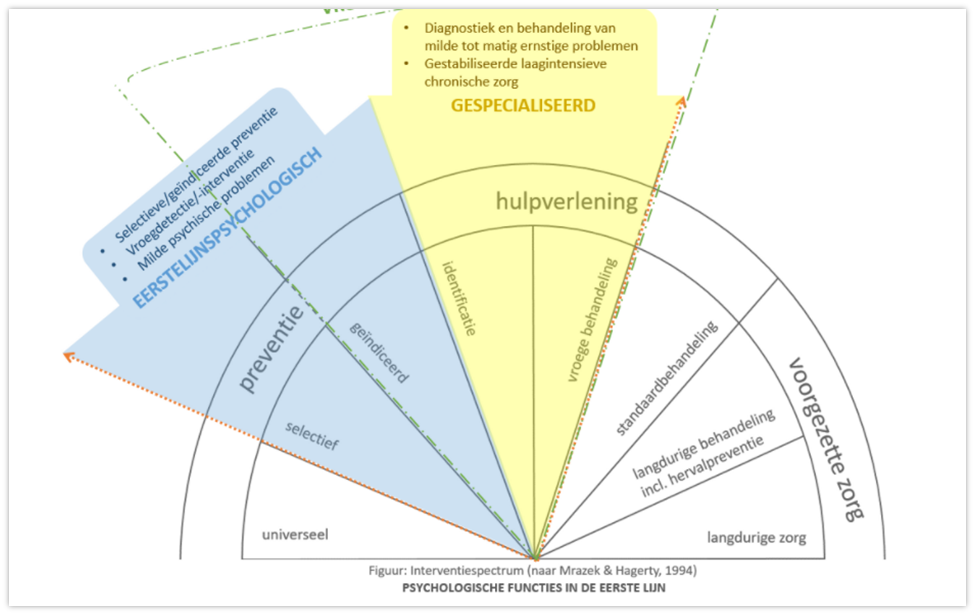 • Diagnostiek en behandeling van
milde tot matig ernstige problemen
• Gestabiliseerde laagintensieve
chronische zorg
GESPECIALISEERD
• Selectieve/geïndiceerde preventie
• Vroegdetectie/-interventie
• Milde psychische problemen
EERSTELIJNSPSYCHOLOGISCH
hulpverlening
preventie
voorgezette zorg
identificatie
vroege behandeling
geïndiceerd
standaardbehandeling
selectief
langdurige behandeling
incl. hervalpreventie
universeel
langdurige zorg
Figuur: Interventiespectrum (naar Mrazek & Hagerty, 1994)
PSYCHOLOGISCHE FUNCTIES IN DE EERSTE LIJN